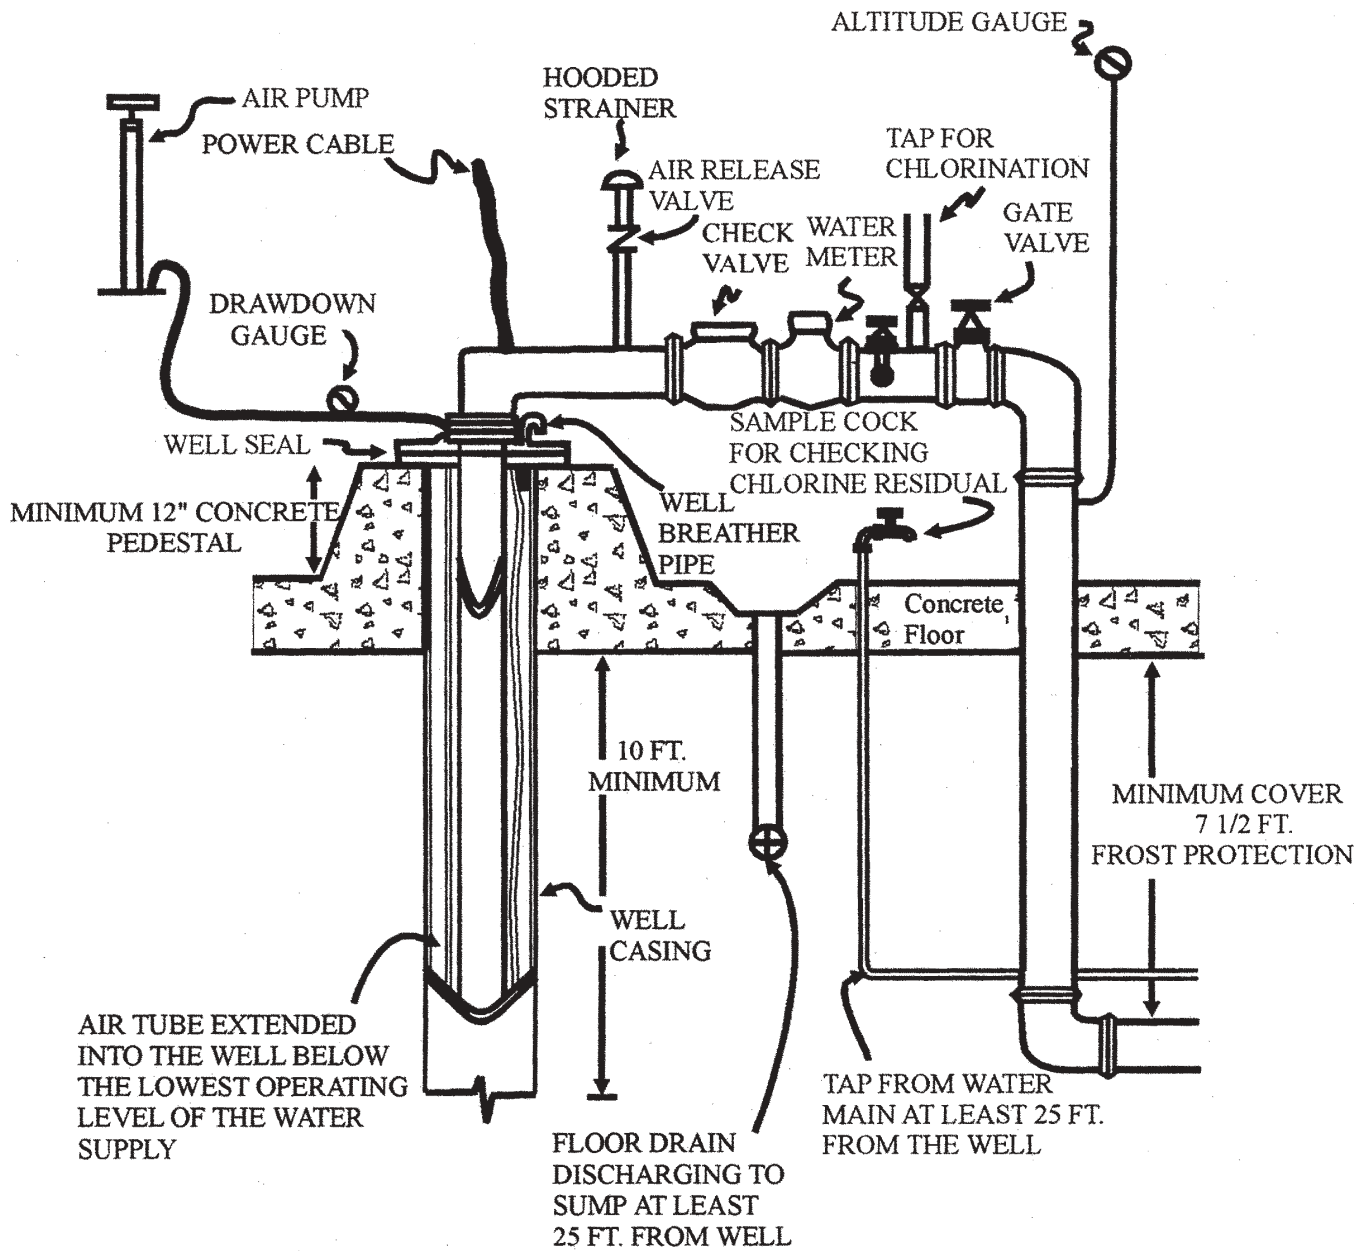 ALTITUDE GAUGE
HOODED
STRAINER
AIR PUMP
POWER CABLE
TAP FOR
CHLORINATION
AIR RELEASE
VALVE
GATE
VALVE
CHECK
VALVE
WATER
METER
DRAWDOWN
GAUGE
WELL SEAL
SAMPLE COCK
FOR CHECKING
CHLORINE RESIDUAL
MINIMUM 12" CONCRETE
PEDESTAL
WELL
BREATHER
PIPE
Concrete
Floor
10 FT.
MINIMUM
MINIMUM COVER
7 1/2 FT.
FROST PROTECTION
WELL
CASING
AIR TUBE EXTENDED
INTO THE WELL BELOW
THE LOWEST OPERATING
LEVEL OF THE WATER
SUPPLY
TAP FROM WATER
MAIN AT LEAST 25 FT.
FROM THE WELL
FLOOR DRAIN
DISCHARGING TO
SUMP AT LEAST
25 FT. FROM WELL